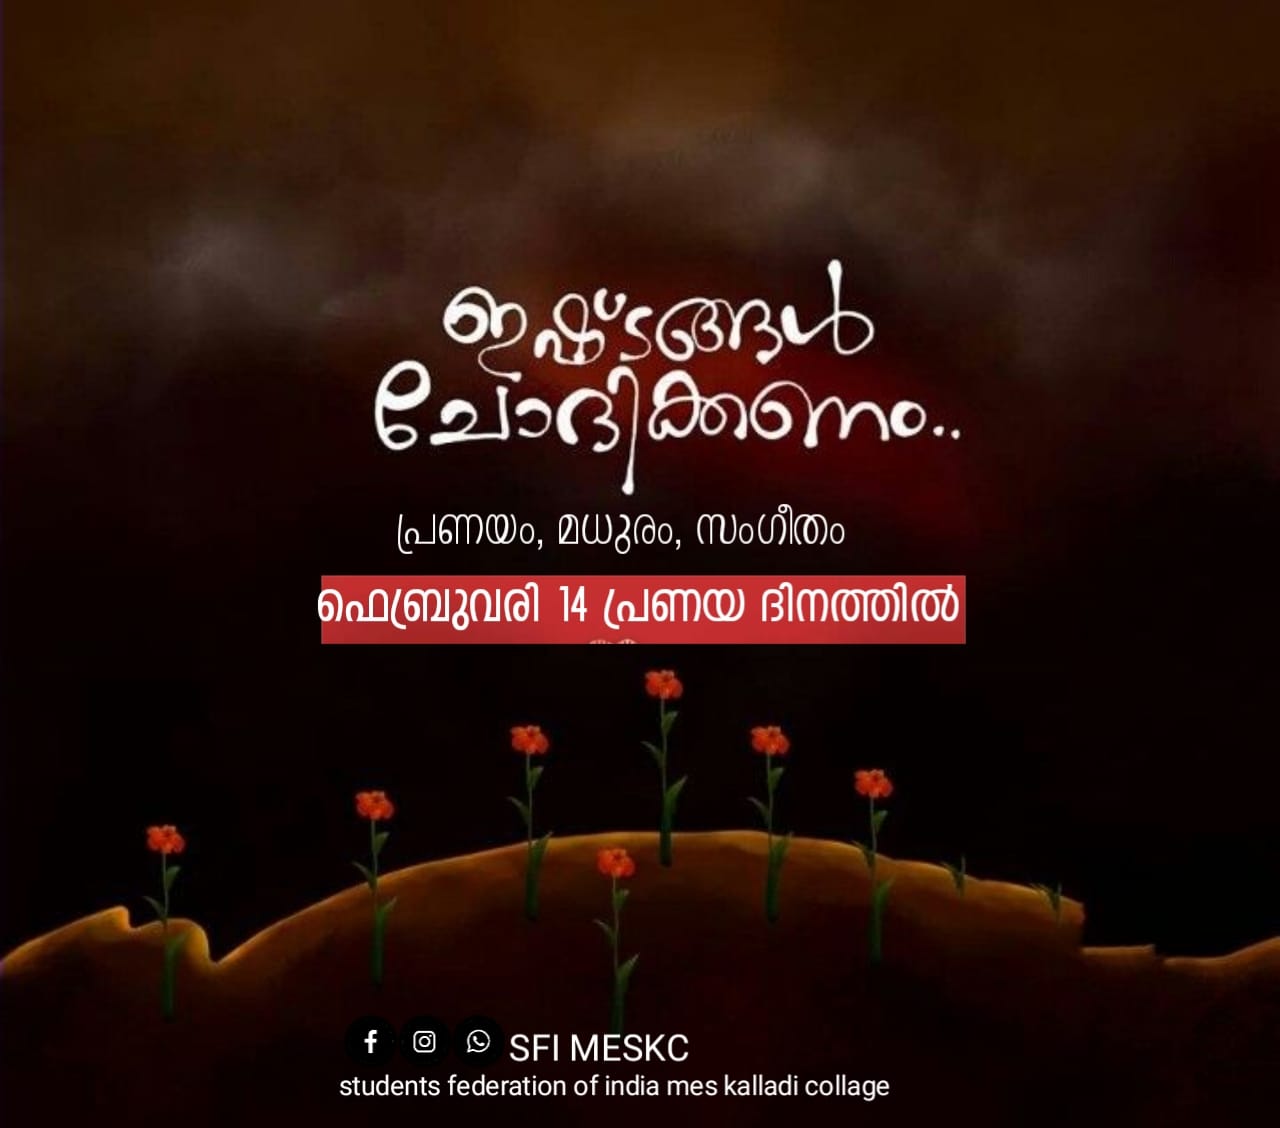 ഇഷ്ടങ്ങൾ
ചോദിക്കണം..
പ്രണയം, മധുരം, സംഗീതം
ഫെബ്രുവരി 14 പ്രണയ ദിനത്തിൽ
SFI MESKC
students federation of india mes kalladi collage